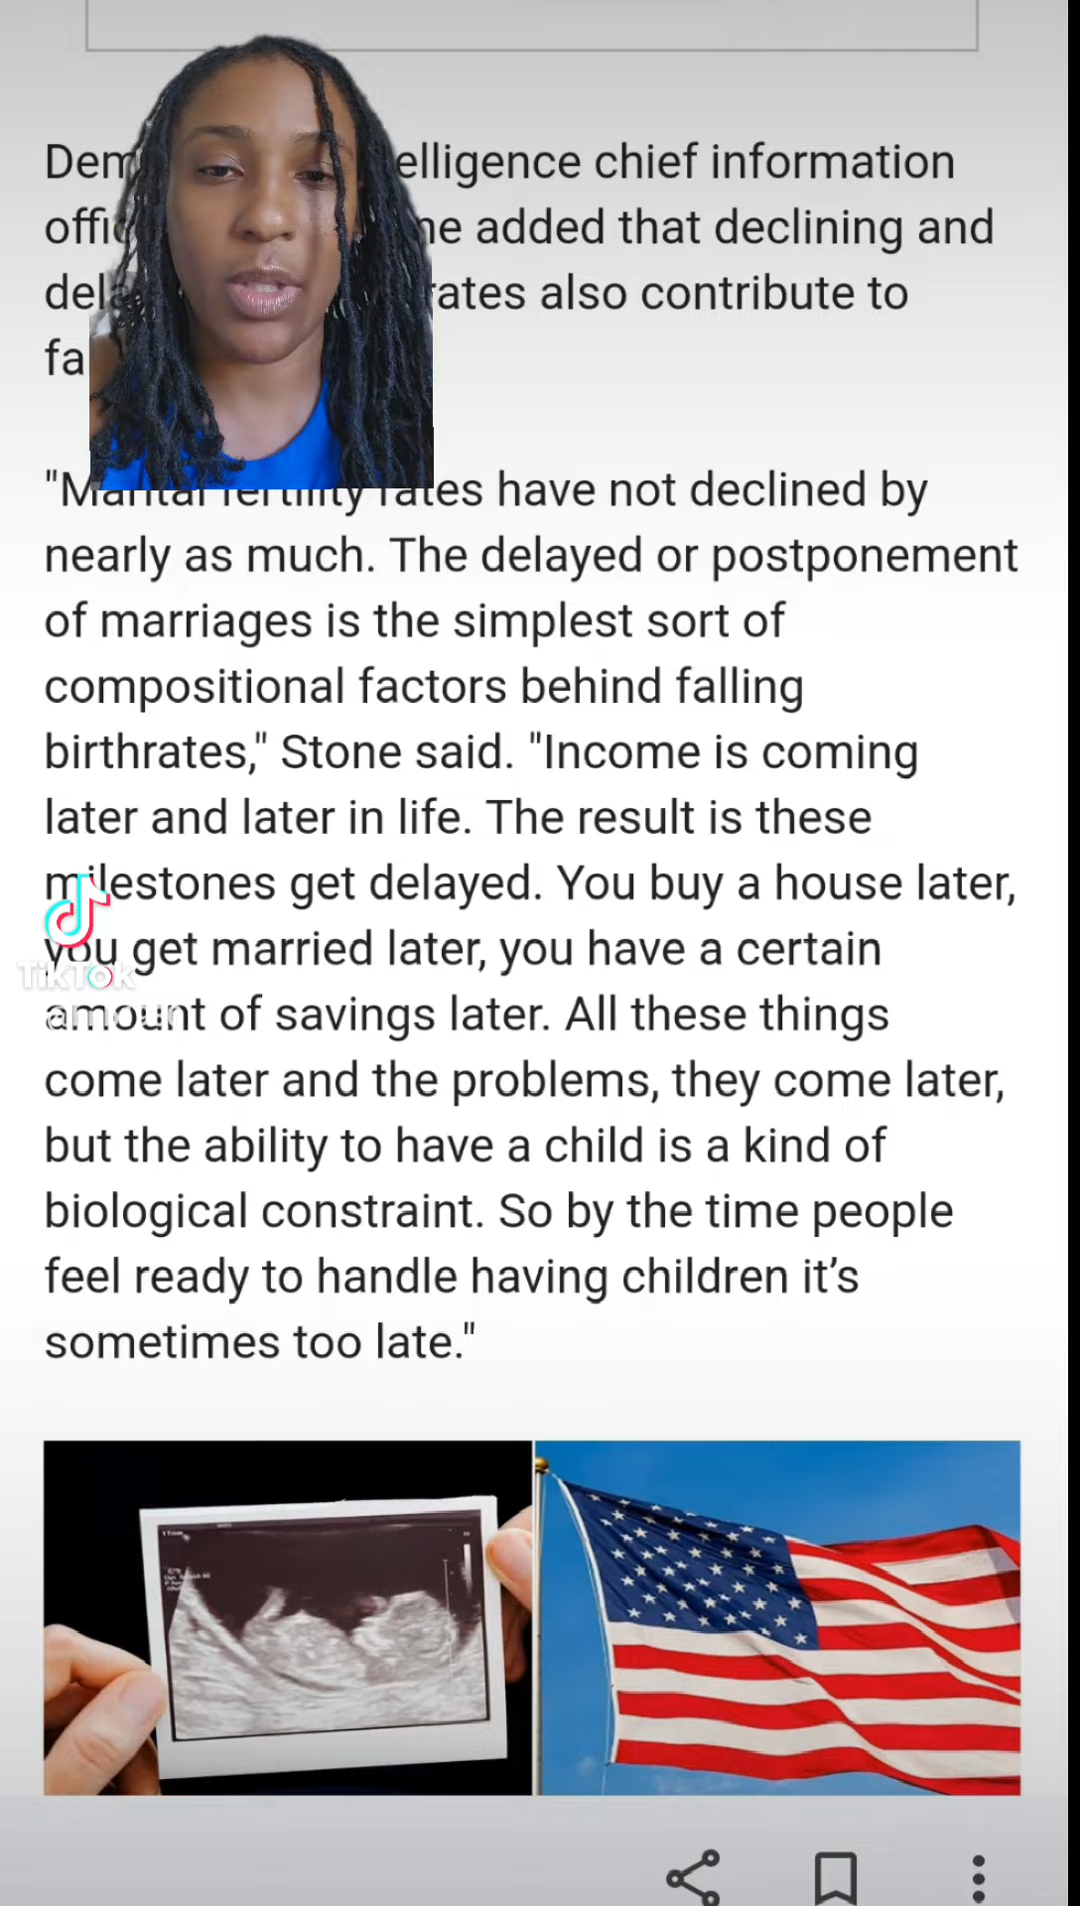 Dem elligence chief information
offi ne added that declining and
del rates also contribute to
fa
"Marital fertility rates have not declined by
nearly as much. The delayed or postponement
of marriages is the simplest sort of
compositional factors behind falling
birthrates," Stone said. "Income is coming
later and later in life. The result is these
milestones get delayed. You buy a house later,
you get married later, you have a certain
amount of savings later. All these things
come later and the problems, they come later,
but the ability to have a child is a kind of
biological constraint. So by the time people
feel ready to handle having children it’s
sometimes too late."
TikTok